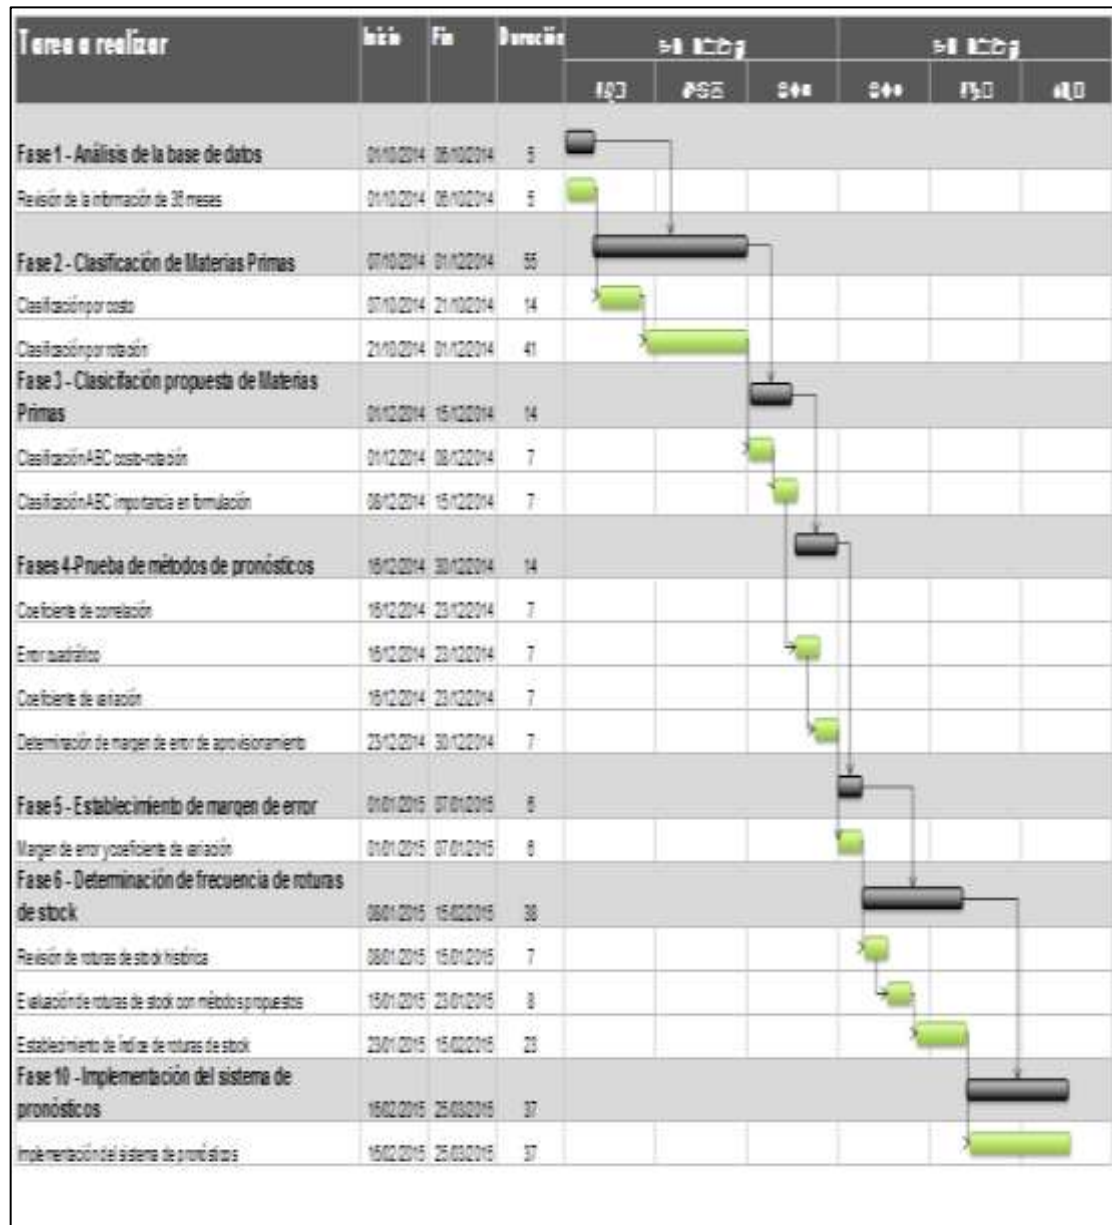 Tarea a realizar Inicio Fin Duración
Fase 1 - Análisis de la base de datos 01/10/2014 06/10/2014 5
Revisión de la información de 36 meses 01/10/2014 06/10/2014 5
Fase 2 - Clasificación de Materias Primas 07/10/2014 01/12/2014 55
Clasificación por costo 07/10/2014 21/10/2014 14
Clasificación por rotación 21/10/2014 01/12/2014 41
Fase 3 - Clasicifación propuesta de Materias
Primas 01/12/2014 15/12/2014 14
Clasificación ABC costo-rotación 01/12/2014 08/12/2014 7
Clasificación ABC importancia en formulación 08/12/2014 15/12/2014 7
Fases 4-Prueba de métodos de pronósticos 16/12/2014 30/12/2014 14
Coeficiente de correlación 16/12/2014 23/12/2014 7
Error cuadrático 16/12/2014 23/12/2014 7
Coeficiente de variación 16/12/2014 23/12/2014 7
Determinación de margen de error de aprovisionamiento 23/12/2014 30/12/2014 7
Fase 5 - Establecimiento de margen de error 01/01/2015 07/01/2015 6
Margen de error y coeficiente de variación 01/01/2015 07/01/2015 6
Fase 6 - Determinación de frecuencia de roturas
de stock 08/01/2015 15/02/2015 38
Revisión de roturas de stock histórica 08/01/2015 15/01/2015 7
Evaluación de roturas de stock con métodos propuestos 15/01/2015 23/01/2015 8
Establecimiento de índice de roturas de stock 23/01/2015 15/02/2015 23
Fase 10 - Implementación del sistema de
pronósticos 16/02/2015 25/03/2015 37
Implementación del sistema de pronósticos 16/02/2015 25/03/2015 37